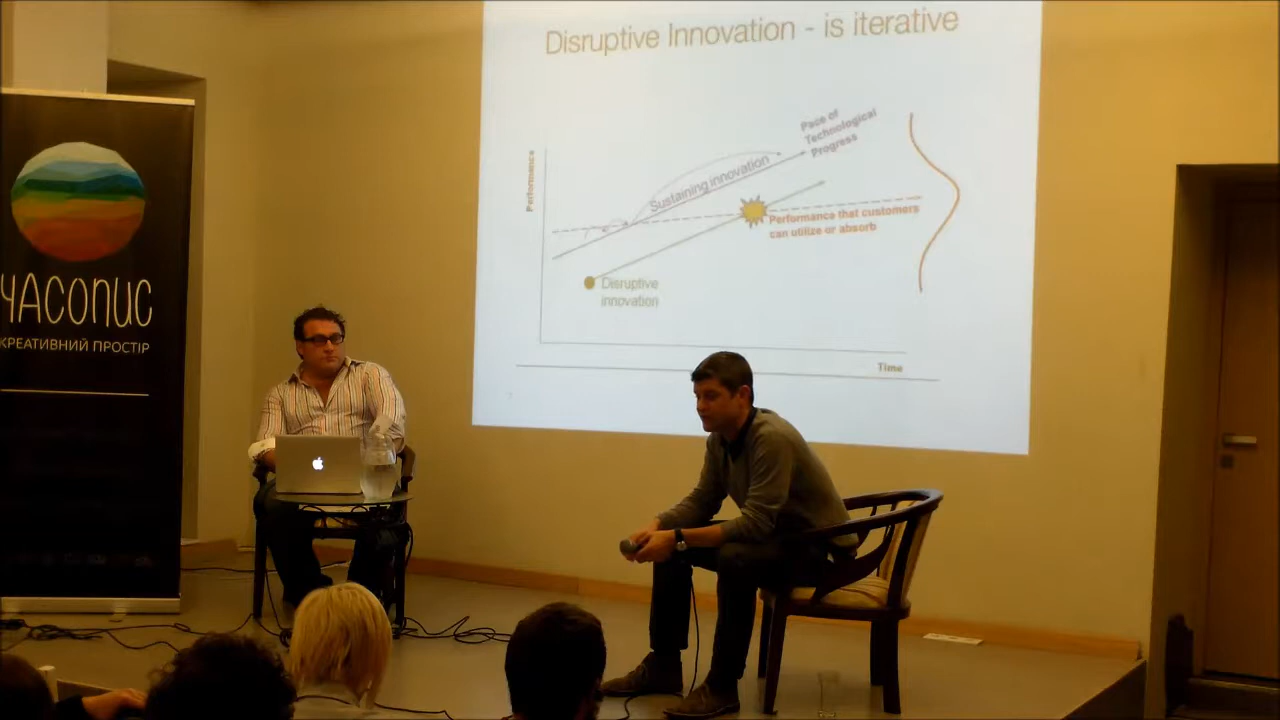 Disruptive Innovation - is iterative
Pace of
Technological
Progress
Performance
Sustaining innovation
Performance that customers
can utilize or absorb
Disruptive
innovation
Time
ЧАСОПИС
КРЕАТИВНИЙ ПРОСТІР